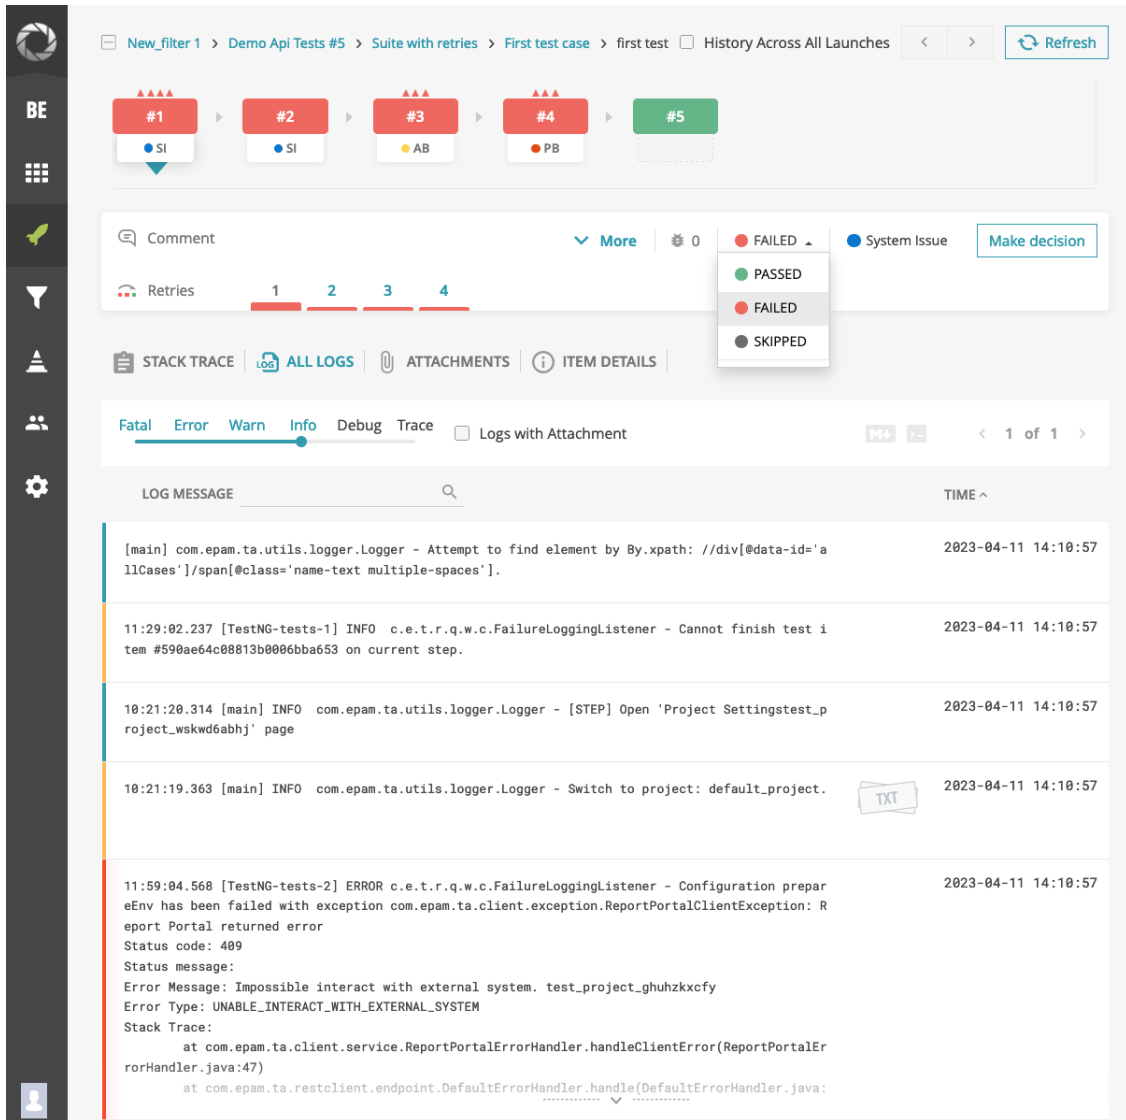 New_filter 1 > Demo Api Tests #5 > Suite with retries > First test case > first test History Across All Launches < > Refresh
BE
#1 #2 #3 #4 #5
SI SI AB PB
Comment More 0 FAILED System Issue Make decision
PASSED
FAILED
SKIPPED
Retries 1 2 3 4
STACK TRACE LOG ALL LOGS ATTACHMENTS ITEM DETAILS
Fatal Error Warn Info Debug Trace Logs with Attachment M↓ >_ < 1 of 1 >
LOG MESSAGE TIME
[main] com.epam.ta.utils.logger.Logger - Attempt to find element by By.xpath: //div[@data-id='a 2023-04-11 14:10:57
llCases']/span[@class='name-text multiple-spaces'].
11:29:02.237 [TestNG-tests-1] INFO  c.e.t.r.q.w.c.FailureLoggingListener - Cannot finish test i 2023-04-11 14:10:57
tem #590ae64c08813b0006bba653 on current step.
10:21:20.314 [main] INFO  com.epam.ta.utils.logger.Logger - [STEP] Open 'Project Settingstest_p 2023-04-11 14:10:57
roject_wskwd6abhj' page
10:21:19.363 [main] INFO  com.epam.ta.utils.logger.Logger - Switch to project: default_project. TXT 2023-04-11 14:10:57
11:59:04.568 [TestNG-tests-2] ERROR c.e.t.r.q.w.c.FailureLoggingListener - Configuration prepar 2023-04-11 14:10:57
eEnv has been failed with exception com.epam.ta.client.exception.ReportPortalClientException: R
eport Portal returned error
Status code: 409
Status message:
Error Message: Impossible interact with external system. test_project_ghuhzkxcfy
Error Type: UNABLE_INTERACT_WITH_EXTERNAL_SYSTEM
Stack Trace:
at com.epam.ta.client.service.ReportPortalErrorHandler.handleClientError(ReportPortalEr
rorHandler.java:47)
at com.epam.ta.restclient.endpoint.DefaultErrorHandler.handle(DefaultErrorHandler.java: